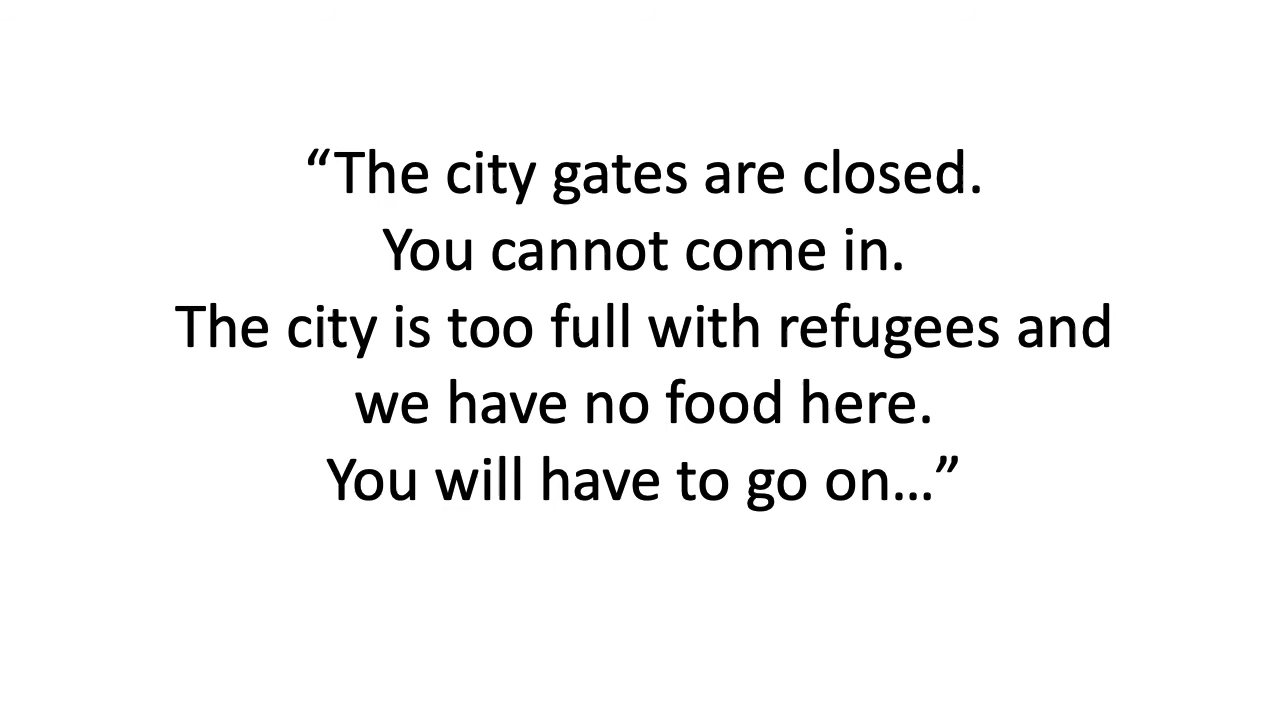 “The city gates are closed.
You cannot come in.
The city is too full with refugees and
we have no food here.
You will have to go on…”